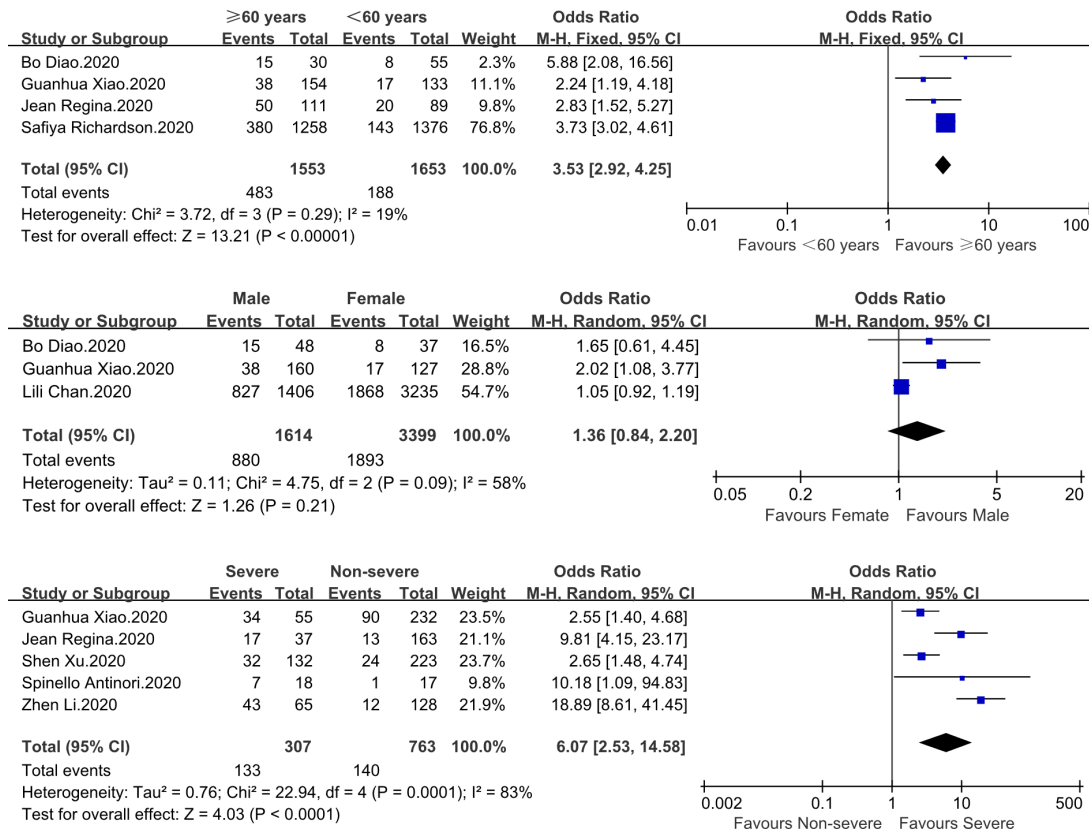 ≥60 years <60 years Odds Ratio Odds Ratio
Study or Subgroup Events Total Events Total Weight M-H, Fixed, 95% CI M-H, Fixed, 95% CI
Bo Diao.2020 15 30 8 55 2.3% 5.88 [2.08, 16.56]
Guanhua Xiao.2020 38 154 17 133 11.1% 2.24 [1.19, 4.18]
Jean Regina.2020 50 111 20 89 9.8% 2.83 [1.52, 5.27]
Safiya Richardson.2020 380 1258 143 1376 76.8% 3.73 [3.02, 4.61]
Total (95% CI) 1553 1653 100.0% 3.53 [2.92, 4.25]
Total events 483 188
Heterogeneity: Chi² = 3.72, df = 3 (P = 0.29); I² = 19%
Test for overall effect: Z = 13.21 (P < 0.00001)
0.01 0.1 1 10 100
Favours <60 years Favours ≥60 years
Male Female Odds Ratio Odds Ratio
Study or Subgroup Events Total Events Total Weight M-H, Random, 95% CI M-H, Random, 95% CI
Bo Diao.2020 15 48 8 37 16.5% 1.65 [0.61, 4.45]
Guanhua Xiao.2020 38 160 17 127 28.8% 2.02 [1.08, 3.77]
Lili Chan.2020 827 1406 1868 3235 54.7% 1.05 [0.92, 1.19]
Total (95% CI) 1614 3399 100.0% 1.36 [0.84, 2.20]
Total events 880 1893
Heterogeneity: Tau² = 0.11; Chi² = 4.75, df = 2 (P = 0.09); I² = 58%
Test for overall effect: Z = 1.26 (P = 0.21)
0.05 0.2 1 5 20
Favours Femate Favours Male
Severe Non-severe Odds Ratio Odds Ratio
Study or Subgroup Events Total Events Total Weight M-H, Random, 95% CI M-H, Random, 95% CI
Guanhua Xiao.2020 34 55 90 232 23.5% 2.55 [1.40, 4.68]
Jean Regina.2020 17 37 13 163 21.1% 9.81 [4.15, 23.17]
Shen Xu.2020 32 132 24 223 23.7% 2.65 [1.48, 4.74]
Spinello Antinori.2020 7 18 1 17 9.8% 10.18 [1.09, 94.83]
Zhen Li.2020 43 65 12 128 21.9% 18.89 [8.61, 41.45]
Total (95% CI) 307 763 100.0% 6.07 [2.53, 14.58]
Total events 133 140
Heterogeneity: Tau² = 0.76; Chi² = 22.94, df = 4 (P = 0.0001); I² = 83%
Test for overall effect: Z = 4.03 (P < 0.0001)
0.002 0.1 1 10 500
Favours Non-severe Favours Severe